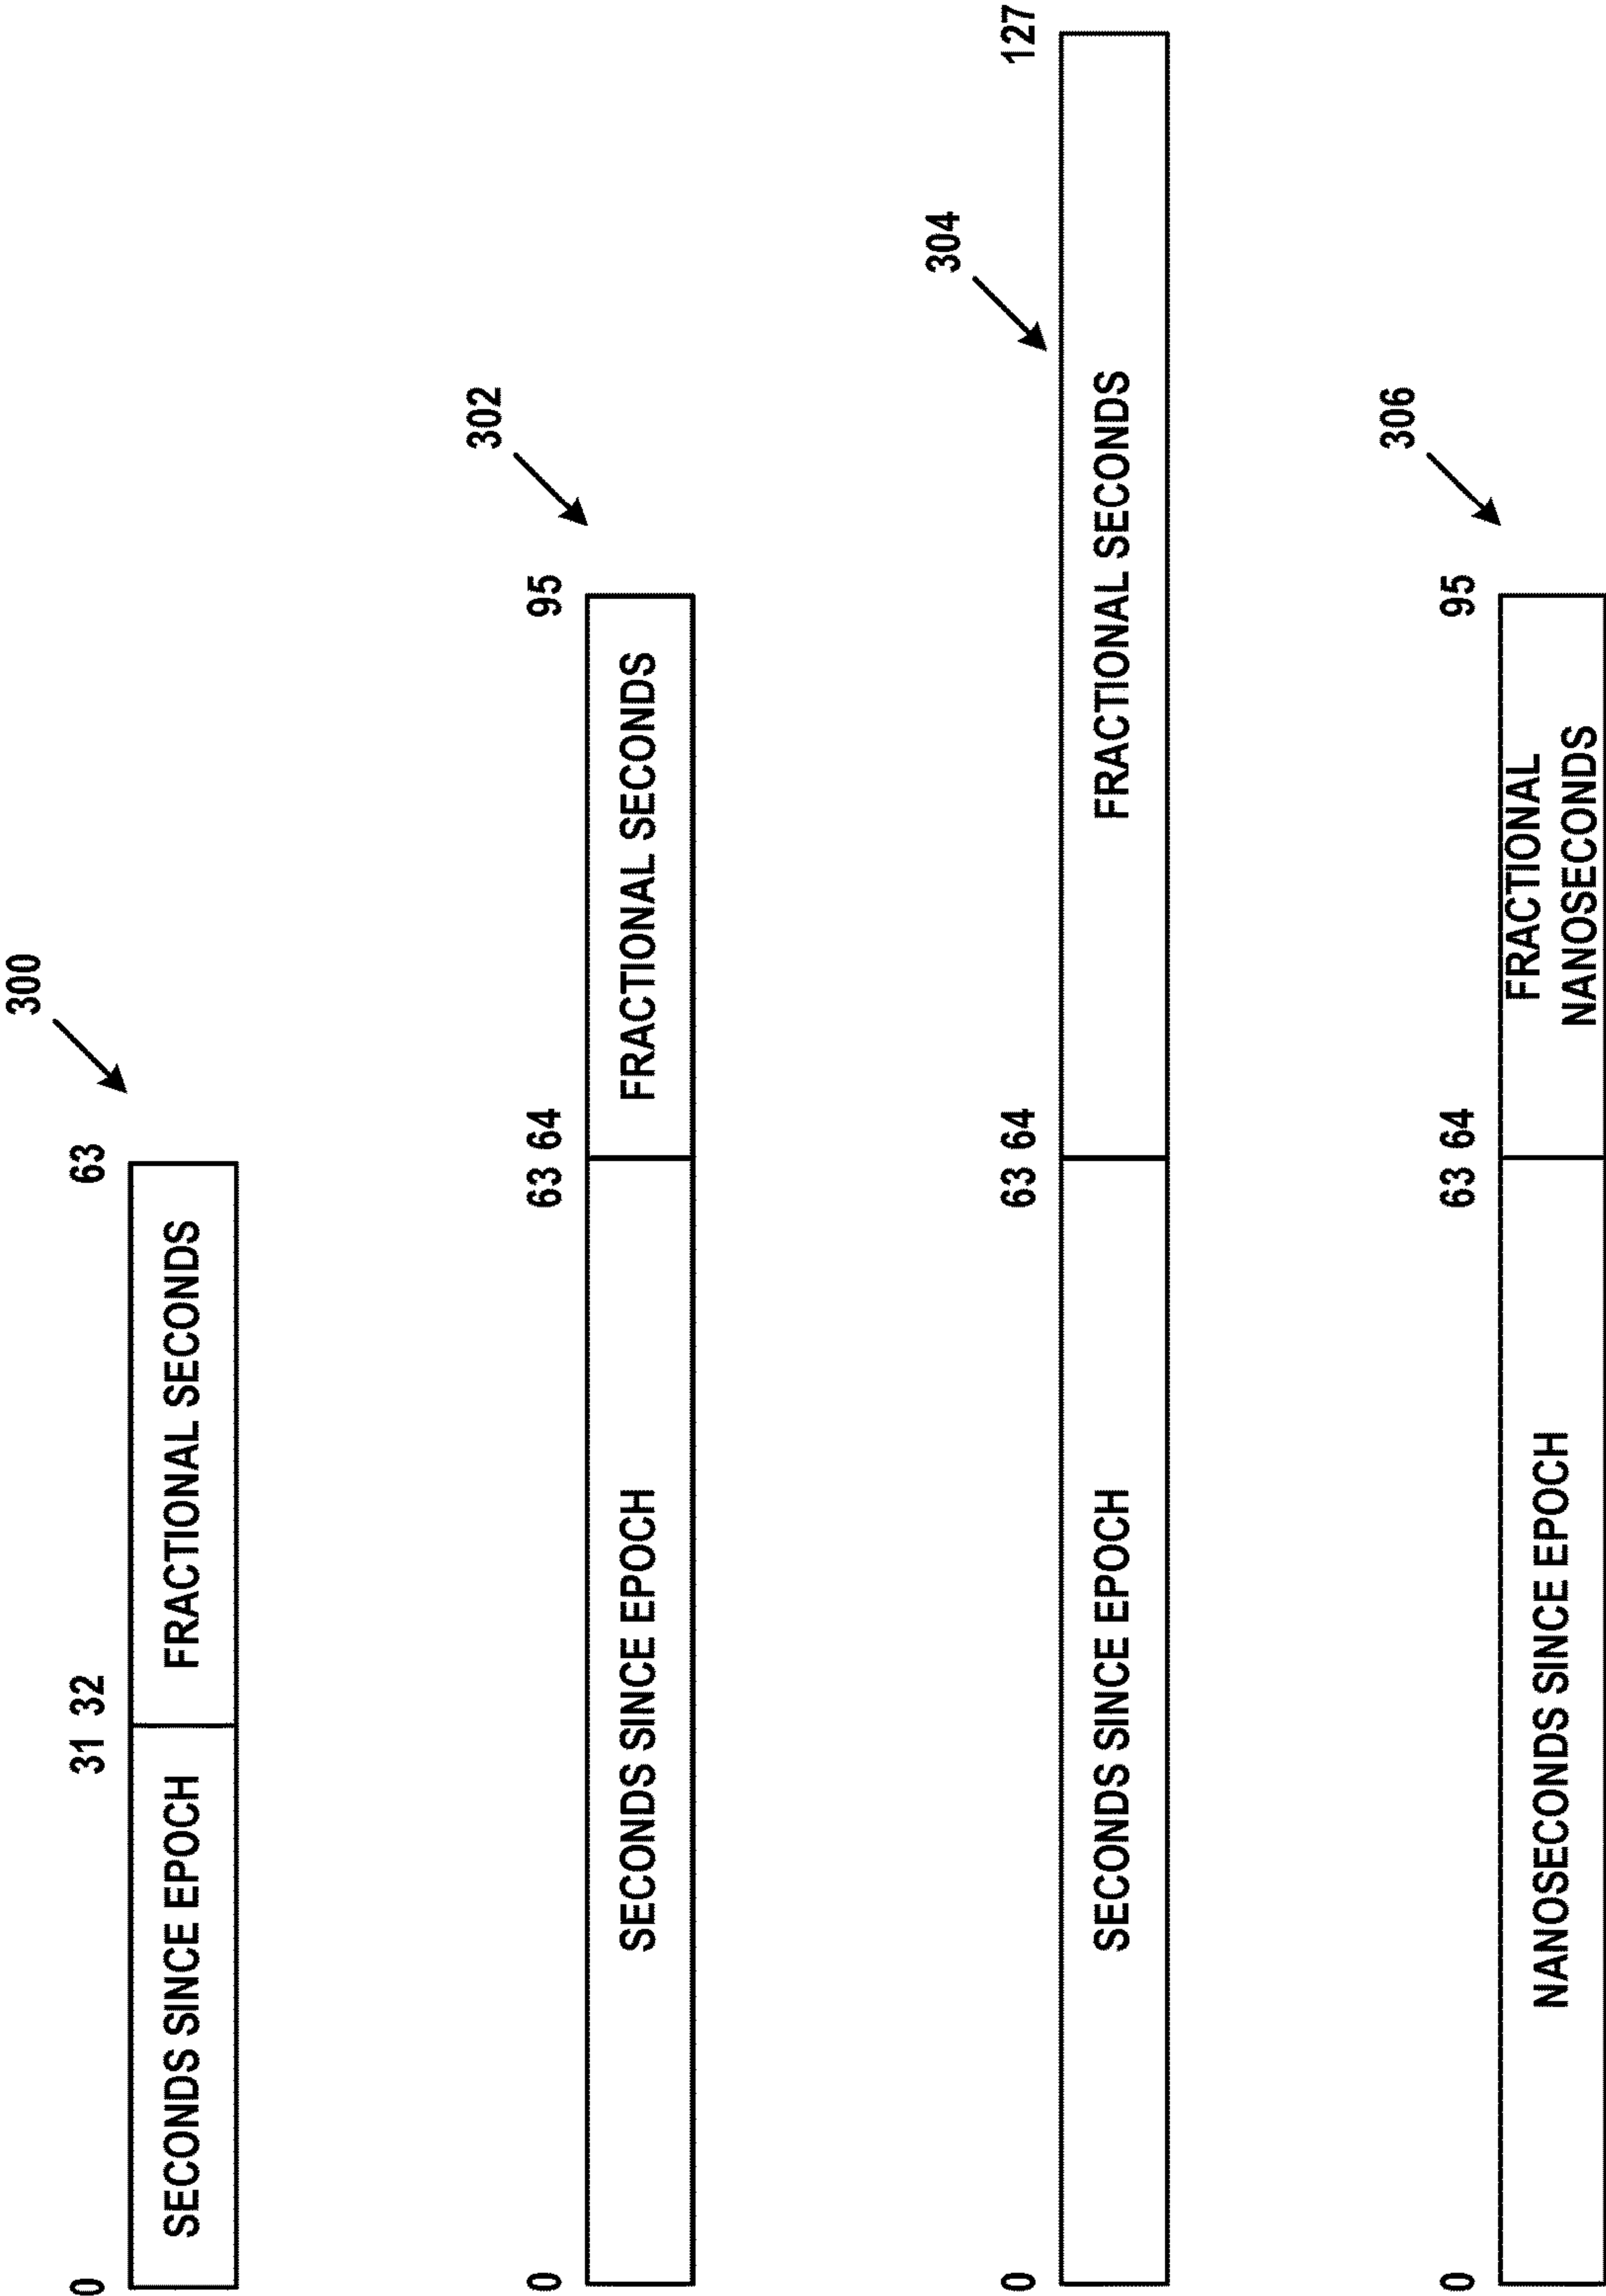 300
0 31 32 63
SECONDS SINCE EPOCH FRACTIONAL SECONDS
302
0 63 64 95
SECONDS SINCE EPOCH FRACTIONAL SECONDS
304
0 63 64 127
SECONDS SINCE EPOCH FRACTIONAL SECONDS
306
0 63 64 95
NANOSECONDS SINCE EPOCH
FRACTIONAL
NANOSECONDS